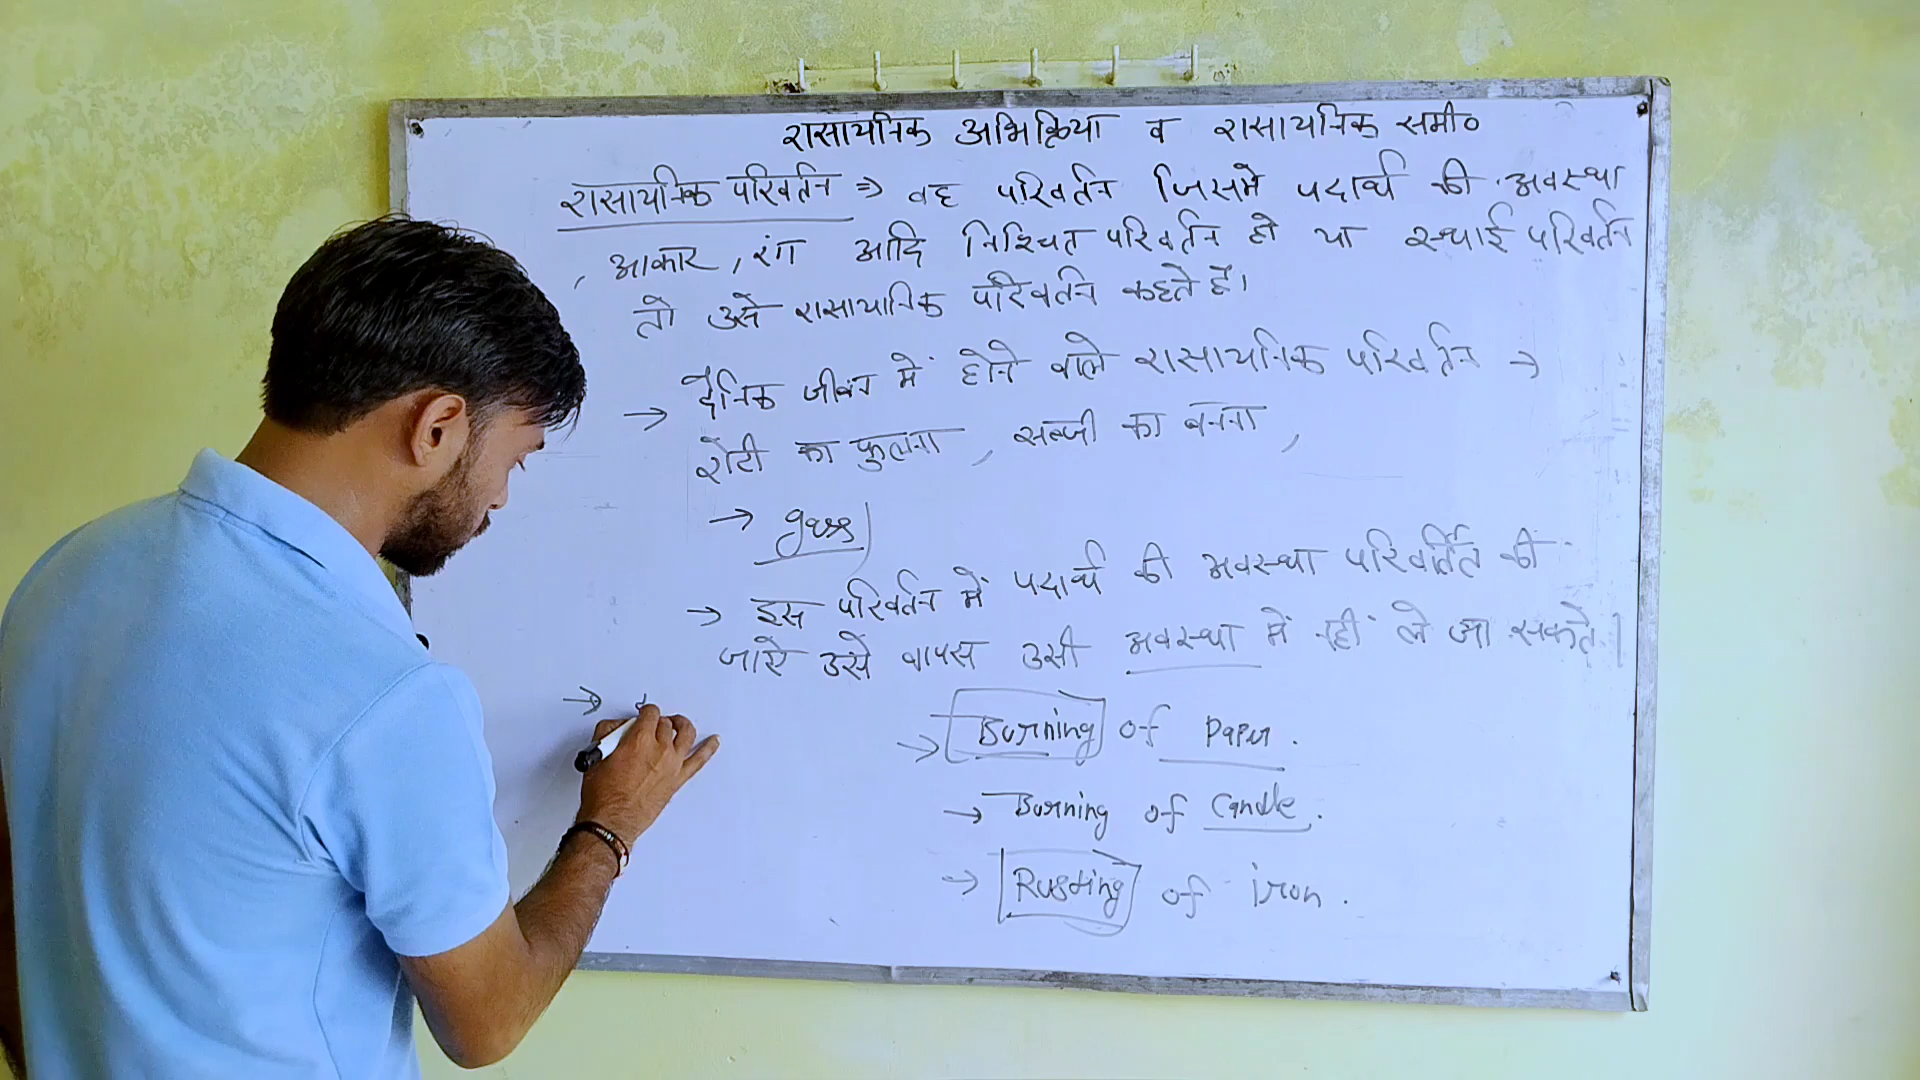 रासायनिक अभिक्रिया व रासायनिक समी०
रासायनिक परिवर्तन ⇒ वह परिवर्तन जिसमे पदार्थ की अवस्था
, आकार, रंग आदि निश्चित परिवर्तन हो या स्थाई परिवर्तन
तो उसे रासायनिक परिवर्तन कहते हैं।
→ दैनिक जीवन में होने वाले रासायनिक परिवर्तन →
रोटी का फुलना, सब्जी का बनना,
→
→ इस परिवर्तन में पदार्थ की अवस्था परिवर्तित की
जाऐ उसे वापस उसी अवस्था में नहीं ले जा सकते।
→
→ Burning of Paper.
→ Burning of Candle.
→ Rusting of iron.